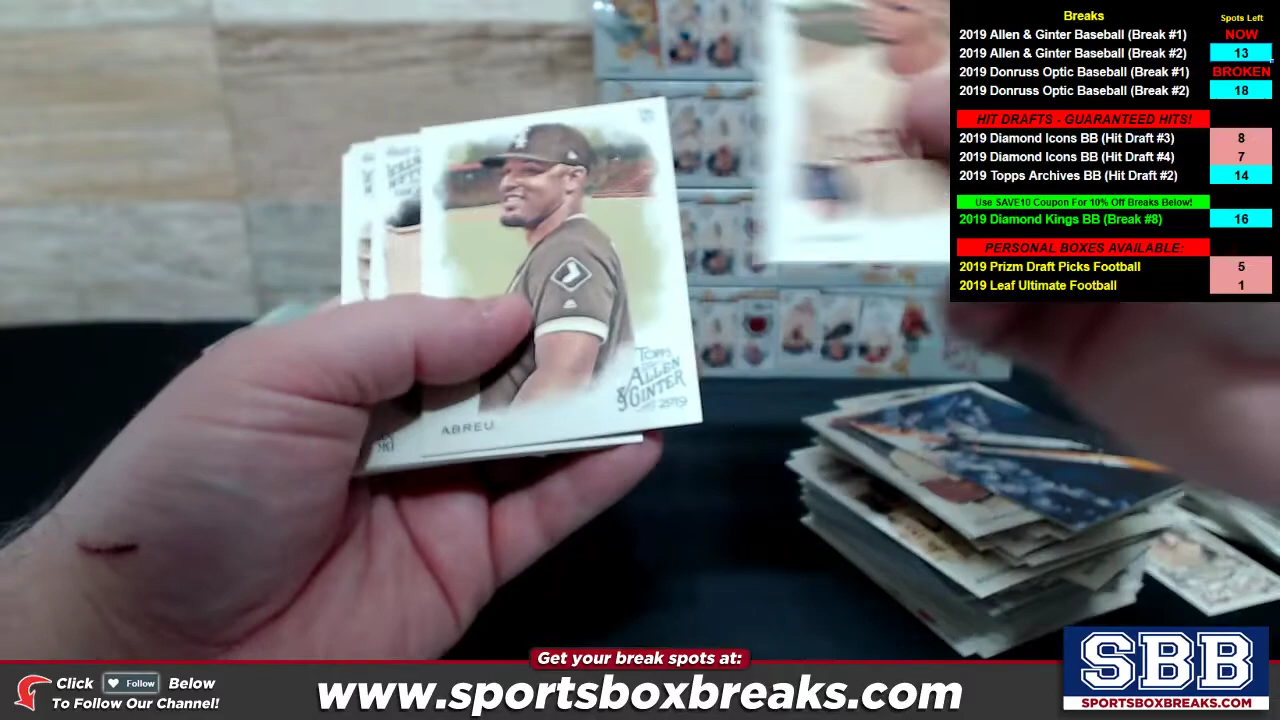 Breaks
Spots Left
2019 Allen & Ginter Baseball (Break #1) NOW
2019 Allen & Ginter Baseball (Break #2) 13
2019 Donruss Optic Baseball (Break #1) BROKEN
2019 Donruss Optic Baseball (Break #2) 18
HIT DRAFTS - GUARANTEED HITS!
2019 Diamond Icons BB (Hit Draft #3) 8
2019 Diamond Icons BB (Hit Draft #4) 7
2019 Topps Archives BB (Hit Draft #2) 14
Use SAVE10 Coupon For 10% Off Breaks Below!
2019 Diamond Kings BB (Break #8) 16
PERSONAL BOXES AVAILABLE:
2019 Prizm Draft Picks Football 5
2019 Leaf Ultimate Football 1
TOPPS
ALLEN
& GINTER
2019
ABREU
Get your break spots at:
Click Follow Below
To Follow Our Channel!
www.sportsboxbreaks.com
SBB
SPORTSBOXBREAKS.COM